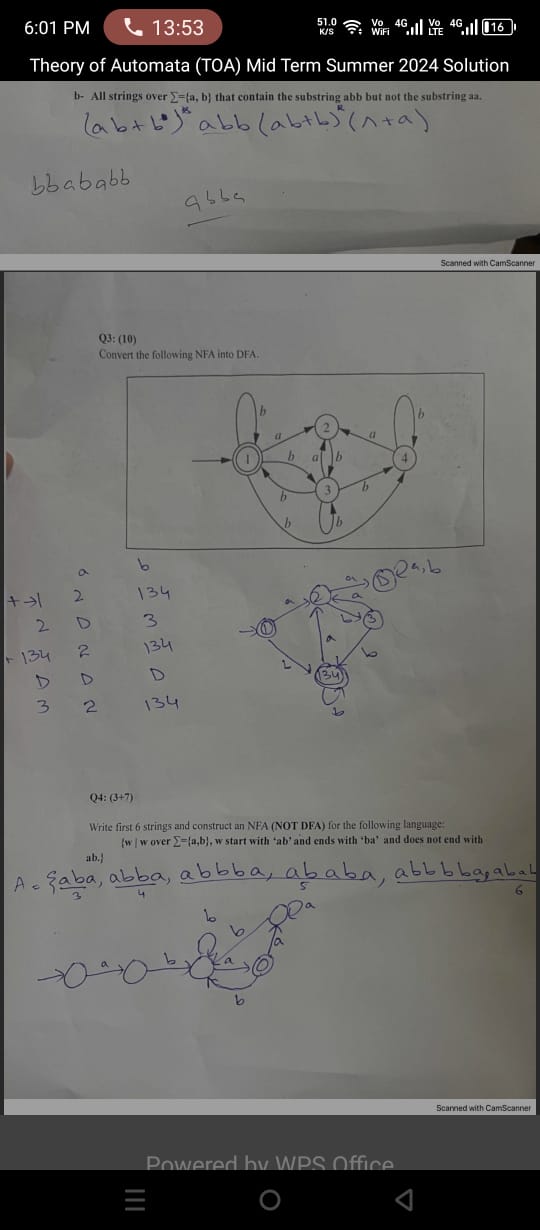 6:01 PM 13:53 51.0 K/S Vo WiFi 4G Vo LTE 4G 16
Theory of Automata (TOA) Mid Term Summer 2024 Solution
b- All strings over Σ={a, b} that contain the substring abb but not the substring aa.
(ab+b)* abb (ab+b)* (^+a)
bbababb
abba
Scanned with CamScanner
Q3: (10)
Convert the following NFA into DFA.
b
b
a
2
a
1
b
a
b
4
b
3
b
b
b
a b
+→1 2 134
2 D 3
+ 134 2 134
D D D
3 2 134
1
a
2
a
D
a,b
a
b
3
b
a
b
134
b
Q4: (3+7)
Write first 6 strings and construct an NFA (NOT DFA) for the following language:
{w | w over Σ={a,b}, w start with ‘ab’ and ends with ‘ba’ and does not end with
ab.}
A = {aba, abba, abbba, ababa, abbbba, abab
3 4 5 6
b
a
b
a
a
b
a
b
Scanned with CamScanner
Powered by WPS Office